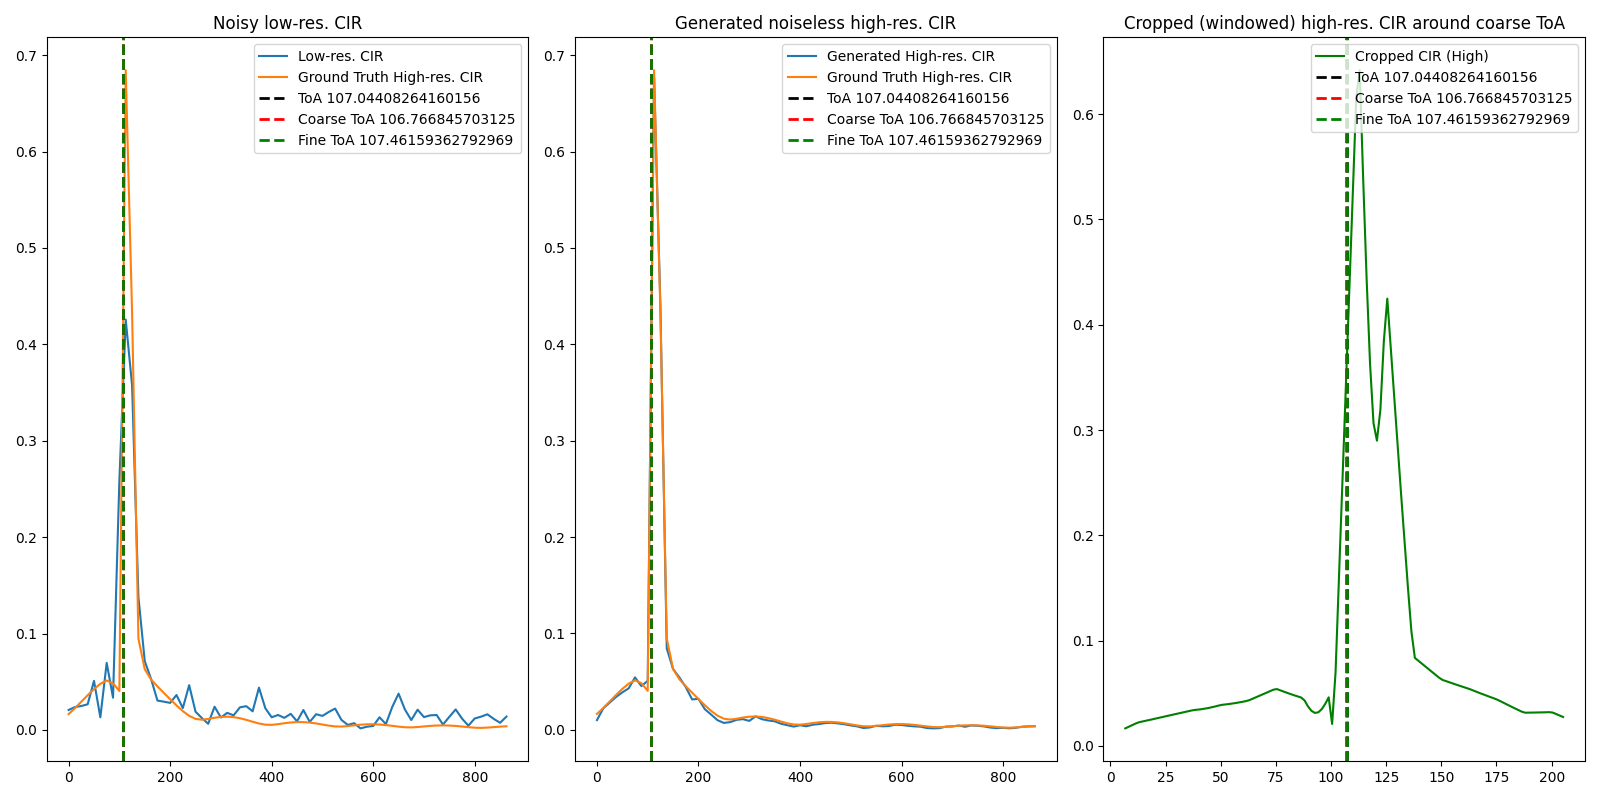 Noisy low-res. CIR
0.7
0.6
0.5
0.4
0.3
0.2
0.1
0.0
0
200
400
600
800
Low-res. CIR
Ground Truth High-res. CIR
ToA 107.04408264160156
Coarse ToA 106.766845703125
Fine ToA 107.46159362792969
Generated noiseless high-res. CIR
0.7
0.6
0.5
0.4
0.3
0.2
0.1
0.0
0
200
400
600
800
Generated High-res. CIR
Ground Truth High-res. CIR
ToA 107.04408264160156
Coarse ToA 106.766845703125
Fine ToA 107.46159362792969
Cropped (windowed) high-res. CIR around coarse ToA
0.6
0.5
0.4
0.3
0.2
0.1
0.0
0
25
50
75
100
125
150
175
200
Cropped CIR (High)
ToA 107.04408264160156
Coarse ToA 106.766845703125
Fine ToA 107.46159362792969